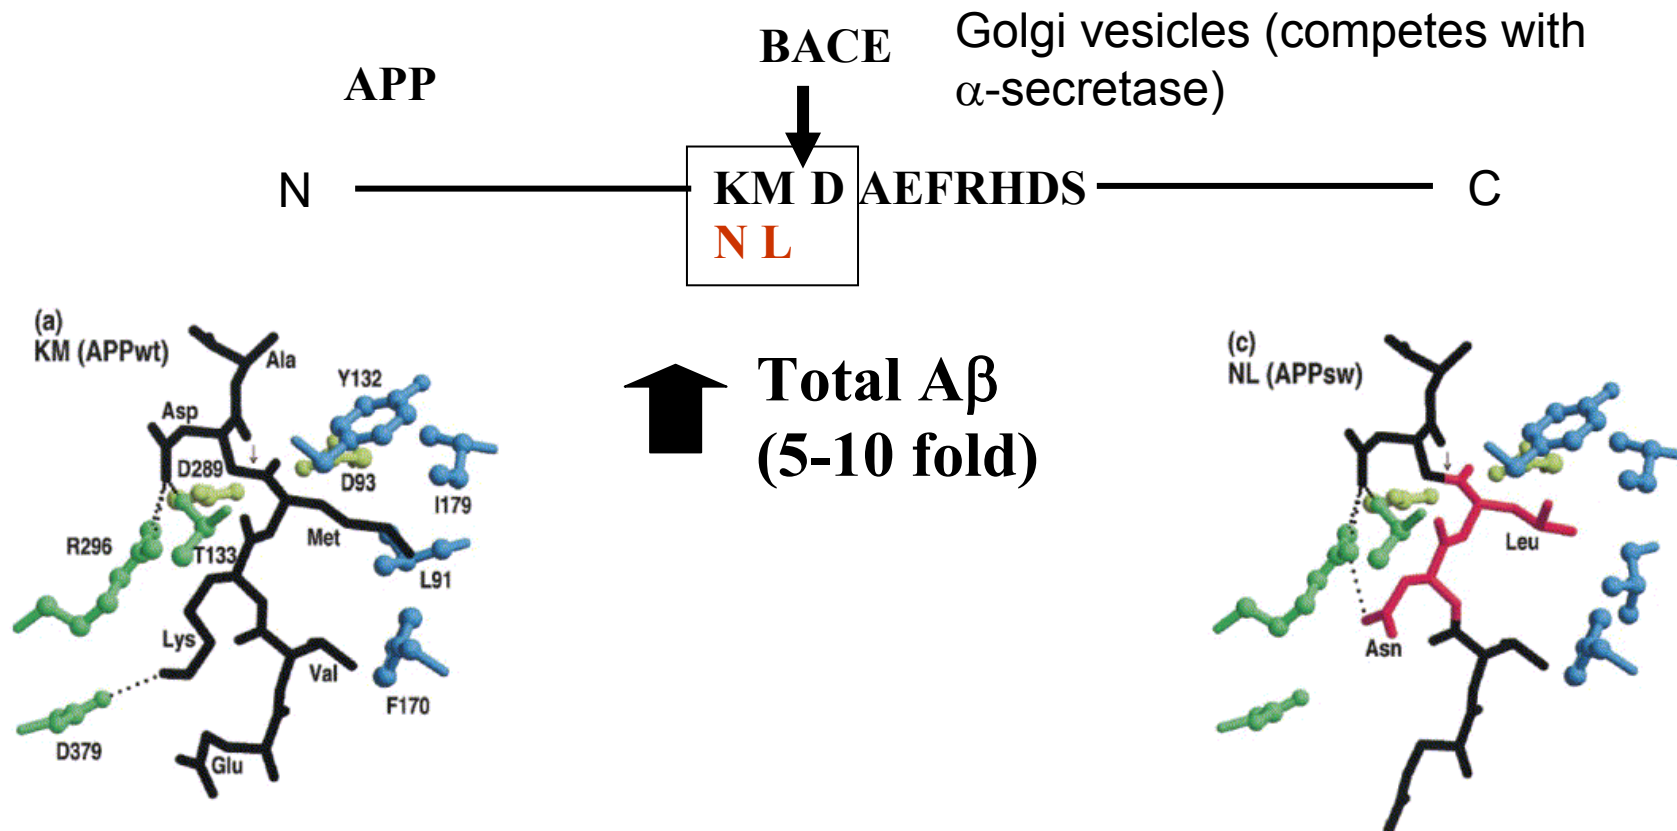 BACE
Golgi vesicles (competes with
α-secretase)
APP
N
KM D AEFRHDS
C
N L
Total Aβ
(5-10 fold)
(a)
KM (APPwt)
Ala
Asp
Y132
D289
D93
I179
R296
T133
Met
L91
Lys
Val
F170
D379
Glu
(c)
NL (APPsw)
Leu
Asn